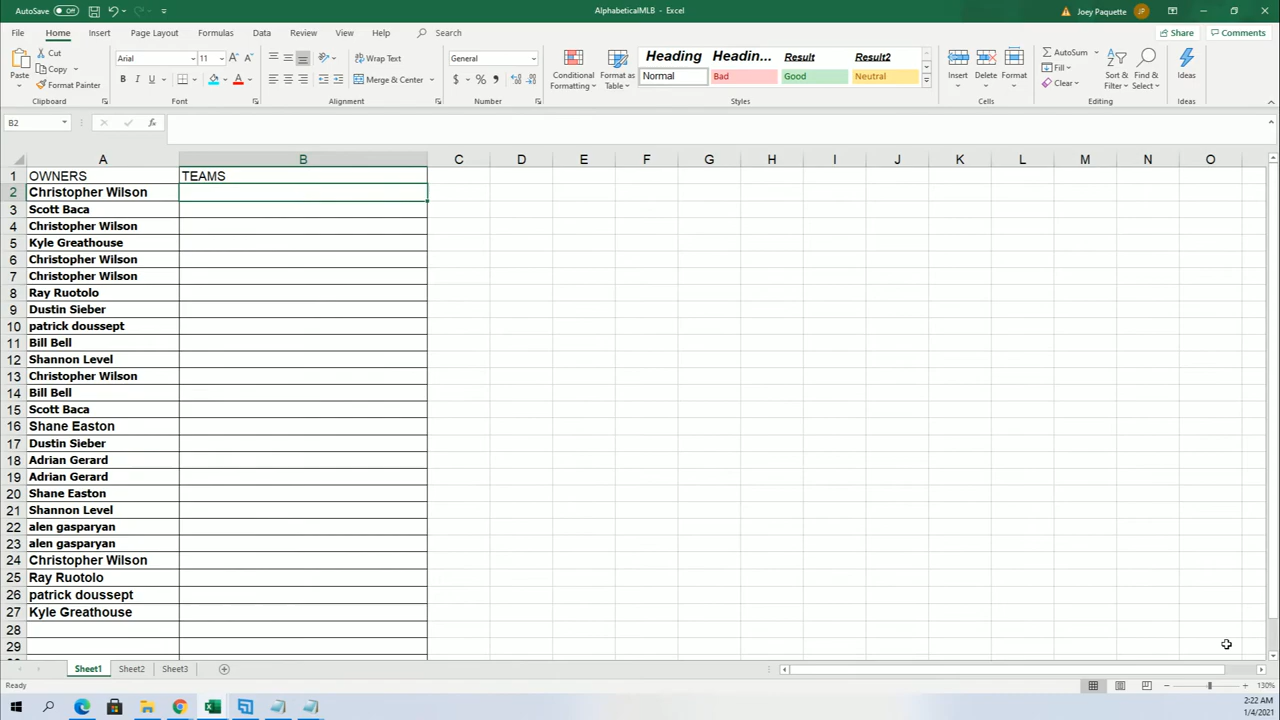 AutoSave Off AlphabeticalMLB - Excel Joey Paquette JP
File Home Insert Page Layout Formulas Data Review View Help Search Share Comments
Cut
Copy
Format Painter
Paste
Clipboard
Arial 11 A A
B I U A
Font
Wrap Text
Merge & Center
Alignment
General
$ % ,
Number
Conditional Formatting
Format as Table
Heading Headin... Result Result2
Normal Bad Good Neutral
Styles
Insert Delete Format
Cells
AutoSum
Fill
Clear
Sort & Filter
Find & Select
Editing
Ideas
Ideas
B2 fx
A B C D E F G H I J K L M N O
1 OWNERS TEAMS
2 Christopher Wilson
3 Scott Baca
4 Christopher Wilson
5 Kyle Greathouse
6 Christopher Wilson
7 Christopher Wilson
8 Ray Ruotolo
9 Dustin Sieber
10 patrick doussept
11 Bill Bell
12 Shannon Level
13 Christopher Wilson
14 Bill Bell
15 Scott Baca
16 Shane Easton
17 Dustin Sieber
18 Adrian Gerard
19 Adrian Gerard
20 Shane Easton
21 Shannon Level
22 alen gasparyan
23 alen gasparyan
24 Christopher Wilson
25 Ray Ruotolo
26 patrick doussept
27 Kyle Greathouse
28
29
Sheet1 Sheet2 Sheet3
Ready 130%
2:22 AM
1/4/2021